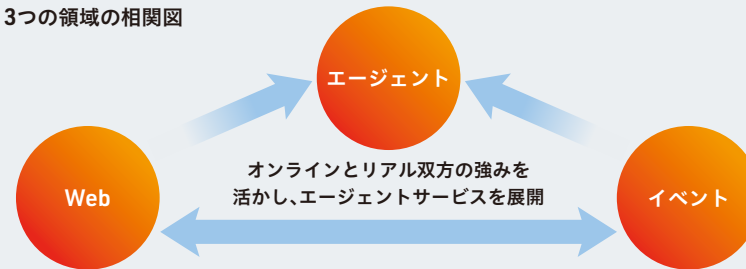 3つの領域の相関図
エージェント
オンラインとリアル双方の強みを
活かし、エージェントサービスを展開
Web
イベント